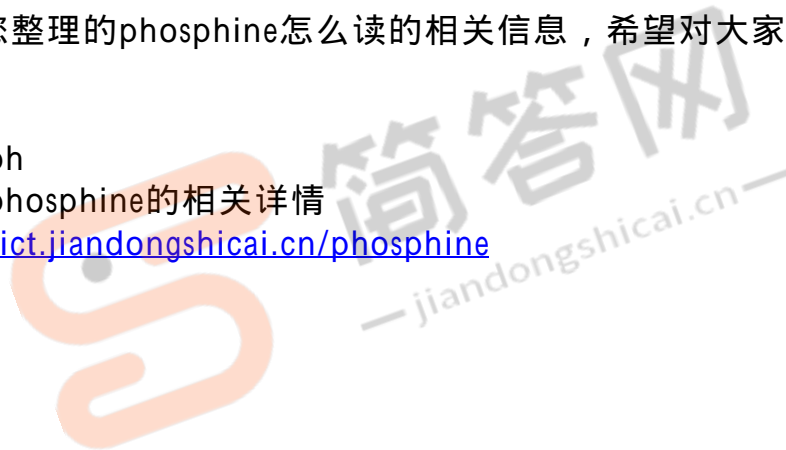 整理的phosphine怎么读的相关信息，希望对大家
phosphine的相关详情
ict.jiandongshicai.cn/phosphine
简答网
jiandongshicai.cn